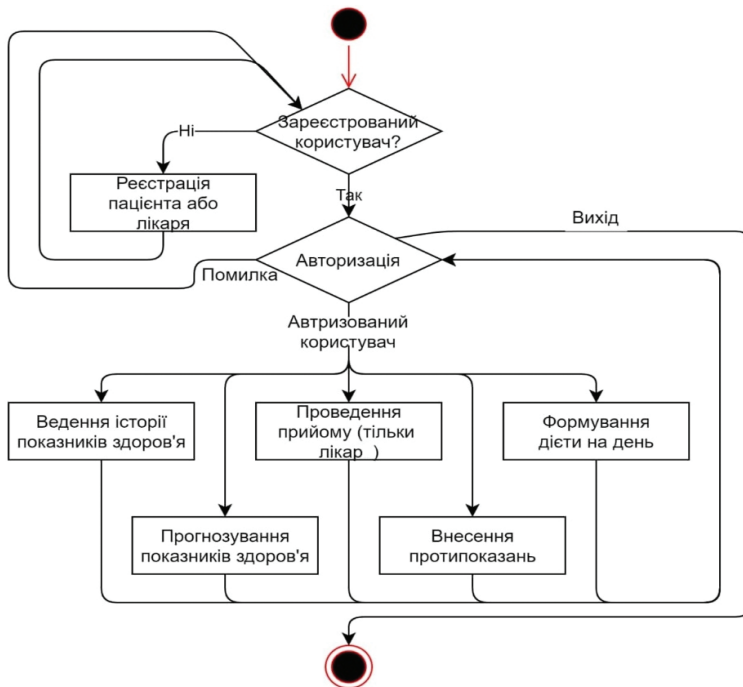 Зареєстрований
користувач?
Ні
Реєстрація
пацієнта або
лікаря
Так
Вихід
Авторизація
Помилка
Автризований
користувач
Ведення історії
показників здоров'я
Проведення
прийому (тільки
лікар )
Формування
дієти на день
Прогнозування
показників здоров'я
Внесення
протипоказань